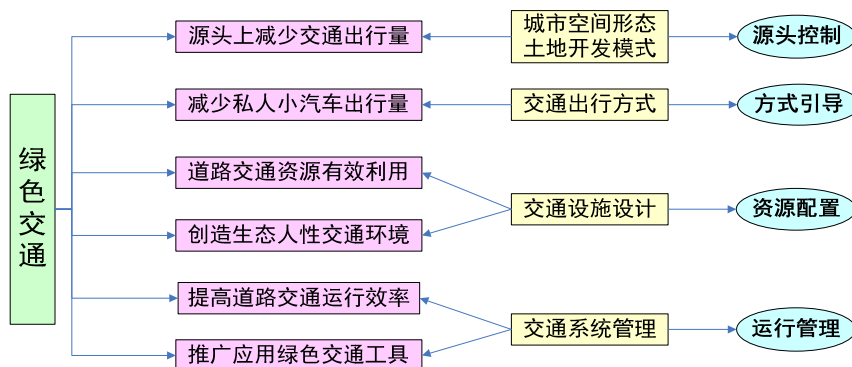 绿色交通
源头上减少交通出行量
城市空间形态
土地开发模式
源头控制
减少私人小汽车出行量
交通出行方式
方式引导
道路交通资源有效利用
创造生态人性交通环境
交通设施设计
资源配置
提高道路交通运行效率
推广应用绿色交通工具
交通系统管理
运行管理